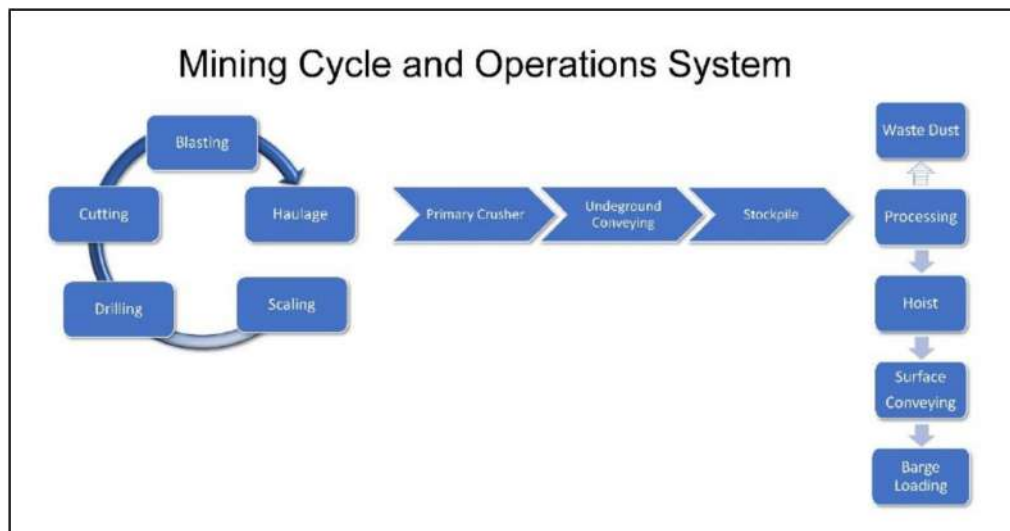 Mining Cycle and Operations System
Blasting
Cutting
Haulage
Drilling
Scaling
Primary Crusher
Undeground
Conveying
Stockpile
Waste Dust
Processing
Hoist
Surface
Conveying
Barge
Loading